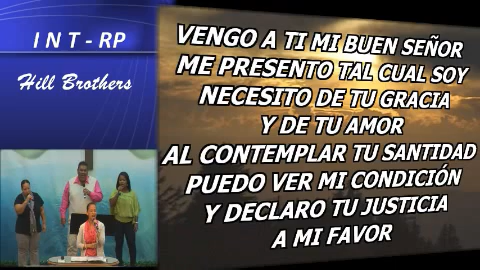 INT-RP
Hill Brothers
VENGO A TI MI BUEN SEÑOR
ME PRESENTO TAL CUAL SOY
NECESITO DE TU GRACIA
Y DE TU AMOR
AL CONTEMPLAR TU SANTIDAD
PUEDO VER MI CONDICIÓN
Y DECLARO TU JUSTICIA
A MI FAVOR